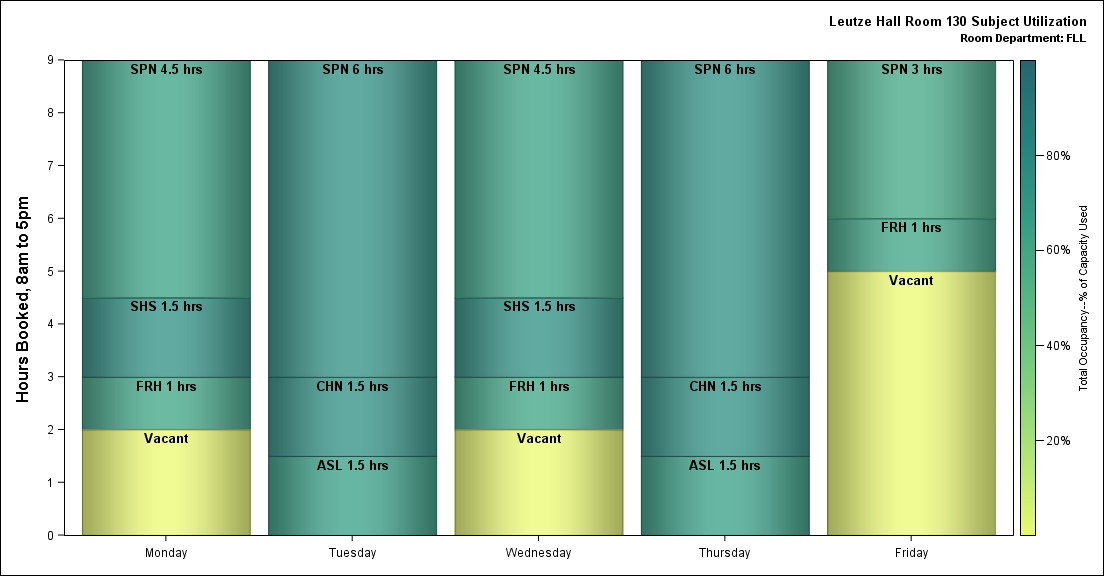 Leutze Hall Room 130 Subject Utilization
Room Department: FLL
Hours Booked, 8am to 5pm
9
8
7
6
5
4
3
2
1
0
SPN 4.5 hrs
SHS 1.5 hrs
FRH 1 hrs
Vacant
SPN 6 hrs
CHN 1.5 hrs
ASL 1.5 hrs
SPN 4.5 hrs
SHS 1.5 hrs
FRH 1 hrs
Vacant
SPN 6 hrs
CHN 1.5 hrs
ASL 1.5 hrs
SPN 3 hrs
FRH 1 hrs
Vacant
Monday
Tuesday
Wednesday
Thursday
Friday
80%
60%
40%
20%
Total Occupancy--% of Capacity Used